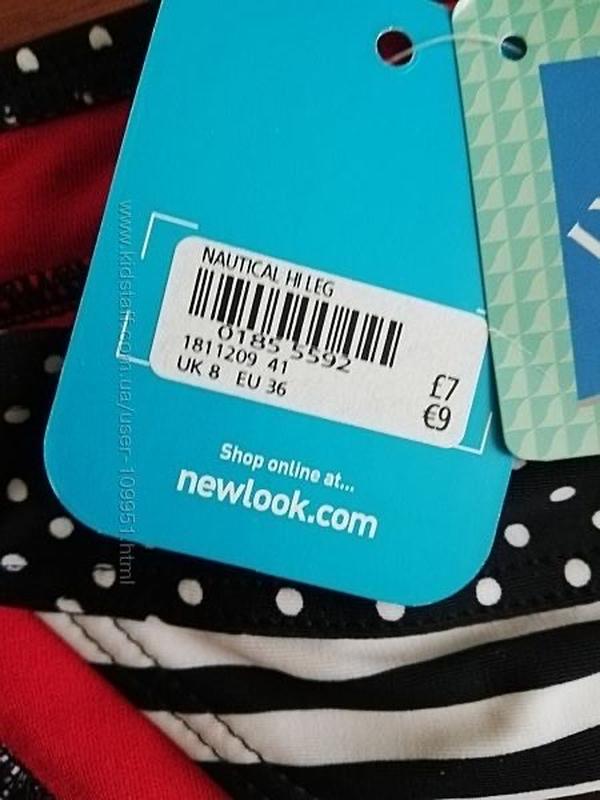 NAUTICAL HI LEG
0185 5592
1811209 41
UK 8 EU 36
£7
€9
Shop online at...
newlook.com
www.kidstaff.com.ua/user-109951.html